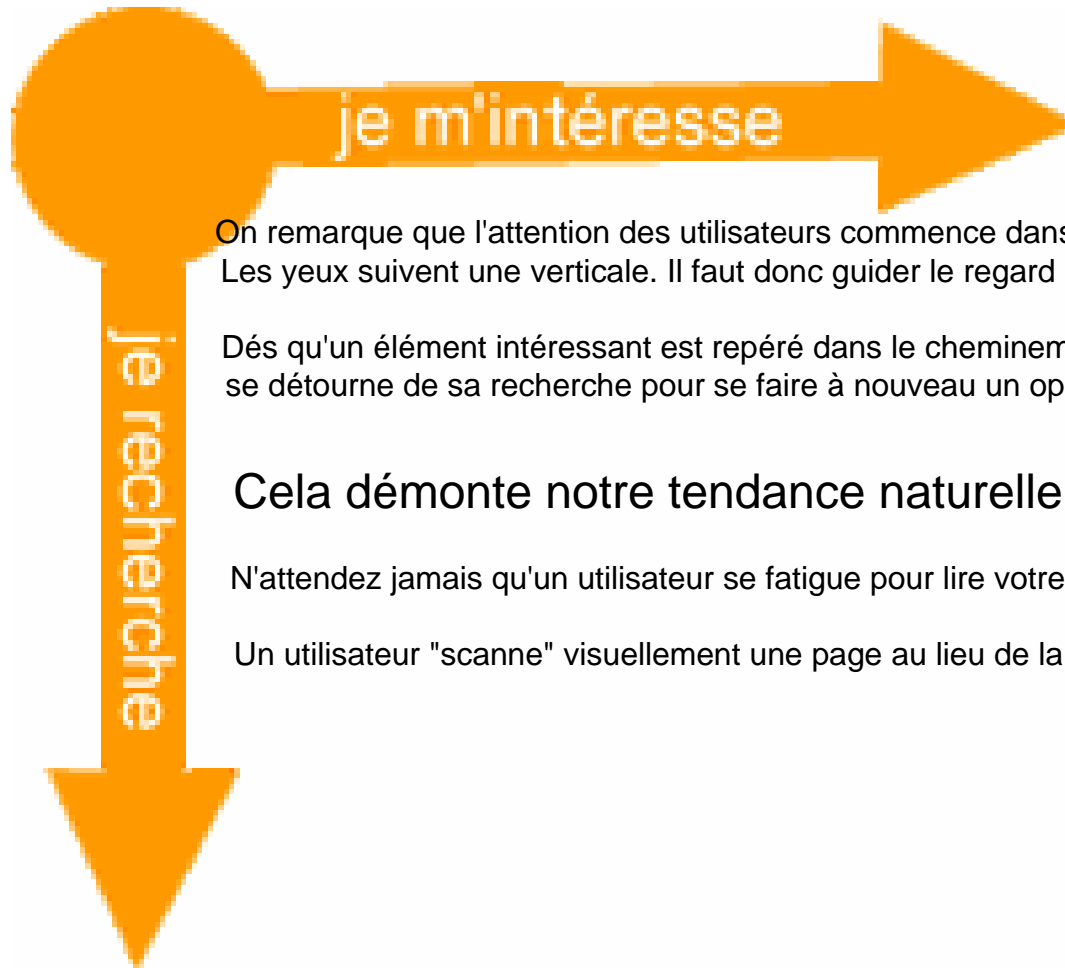 je m'intéresse
On remarque que l'attention des utilisateurs commence dans
Les yeux suivent une verticale. Il faut donc guider le regard
je recherche
Dés qu'un élément intéressant est repéré dans le
se détourne de sa recherche pour se faire à nouveau un
Cela démonte notre tendance naturelle
N'attendez jamais qu'un utilisateur se fatigue pour lire votre
Un utilisateur "scanne" visuellement une page au lieu de la